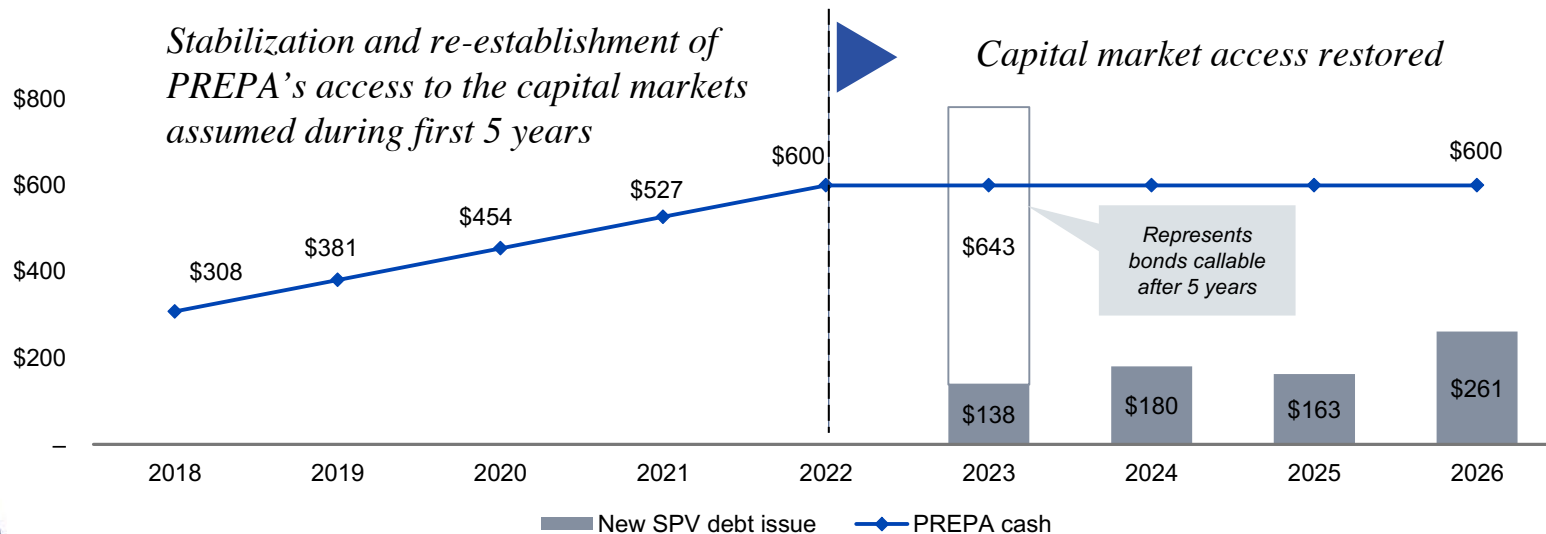 Stabilization and re-establishment of
PREPA's access to the capital markets
assumed during first 5 years
Capital market access restored
$800
$600
$400
$200
–
$308
$381
$454
$527
$600
$600
$643
Represents
bonds callable
after 5 years
$138
$180
$163
$261
2018 2019 2020 2021 2022 2023 2024 2025 2026
New SPV debt issue PREPA cash